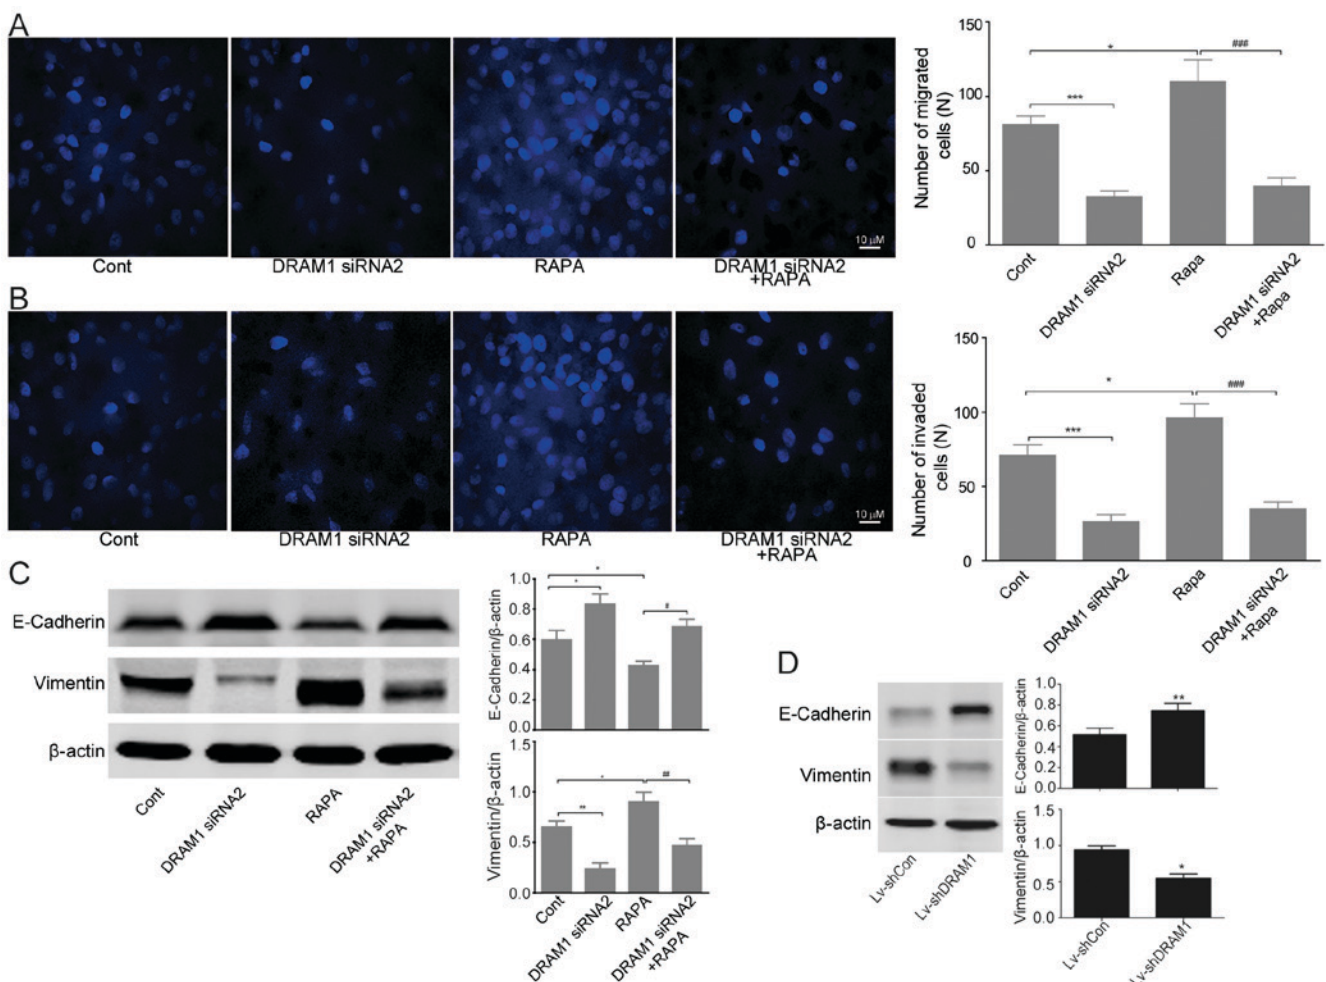 A
Cont
DRAM1 siRNA2
RAPA
DRAM1 siRNA2
+RAPA
10 μM
Number of migrated
cells (N)
150
100
50
0
*
***
###
Cont
DRAM1 siRNA2
Rapa
DRAM1 siRNA2
+Rapa
B
Cont
DRAM1 siRNA2
RAPA
DRAM1 siRNA2
+RAPA
10 μM
Number of invaded
cells (N)
150
100
50
0
*
***
###
Cont
DRAM1 siRNA2
Rapa
DRAM1 siRNA2
+Rapa
C
E-Cadherin
Vimentin
β-actin
Cont
DRAM1 siRNA2
RAPA
DRAM1 siRNA2
+RAPA
E-Cadherin/β-actin
1.0
0.8
0.6
0.4
0.2
0.0
*
*
#
Vimentin/β-actin
1.5
1.0
0.5
0.0
*
**
##
Cont
DRAM1 siRNA2
RAPA
DRAM1 siRNA2
+RAPA
D
E-Cadherin
Vimentin
β-actin
Lv-shCon
Lv-shDRAM1
E-Cadherin/β-actin
1.0
0.8
0.6
0.4
0.2
0.0
**
Vimentin/β-actin
1.5
1.0
0.5
0.0
*
Lv-shCon
Lv-shDRAM1